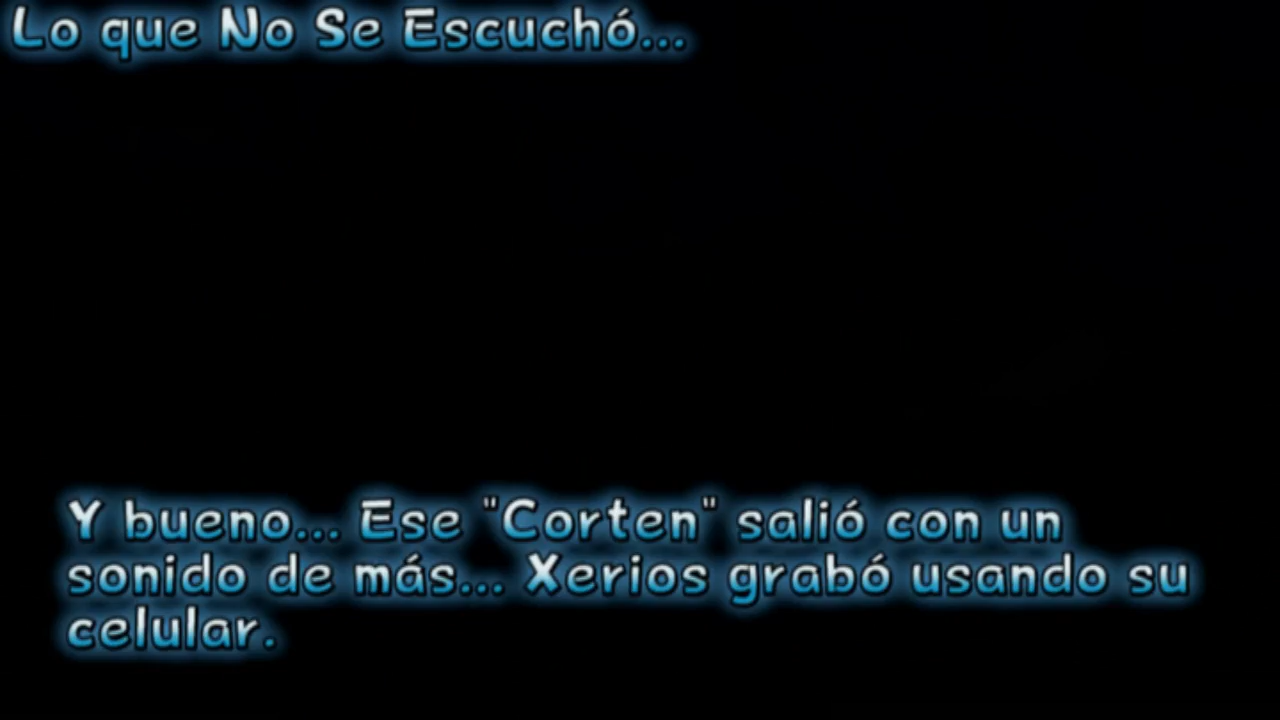 Lo que No Se Escuchó...
Y bueno... Ese "Corten" salió con un
sonido de más... Xerios grabó usando su
celular.